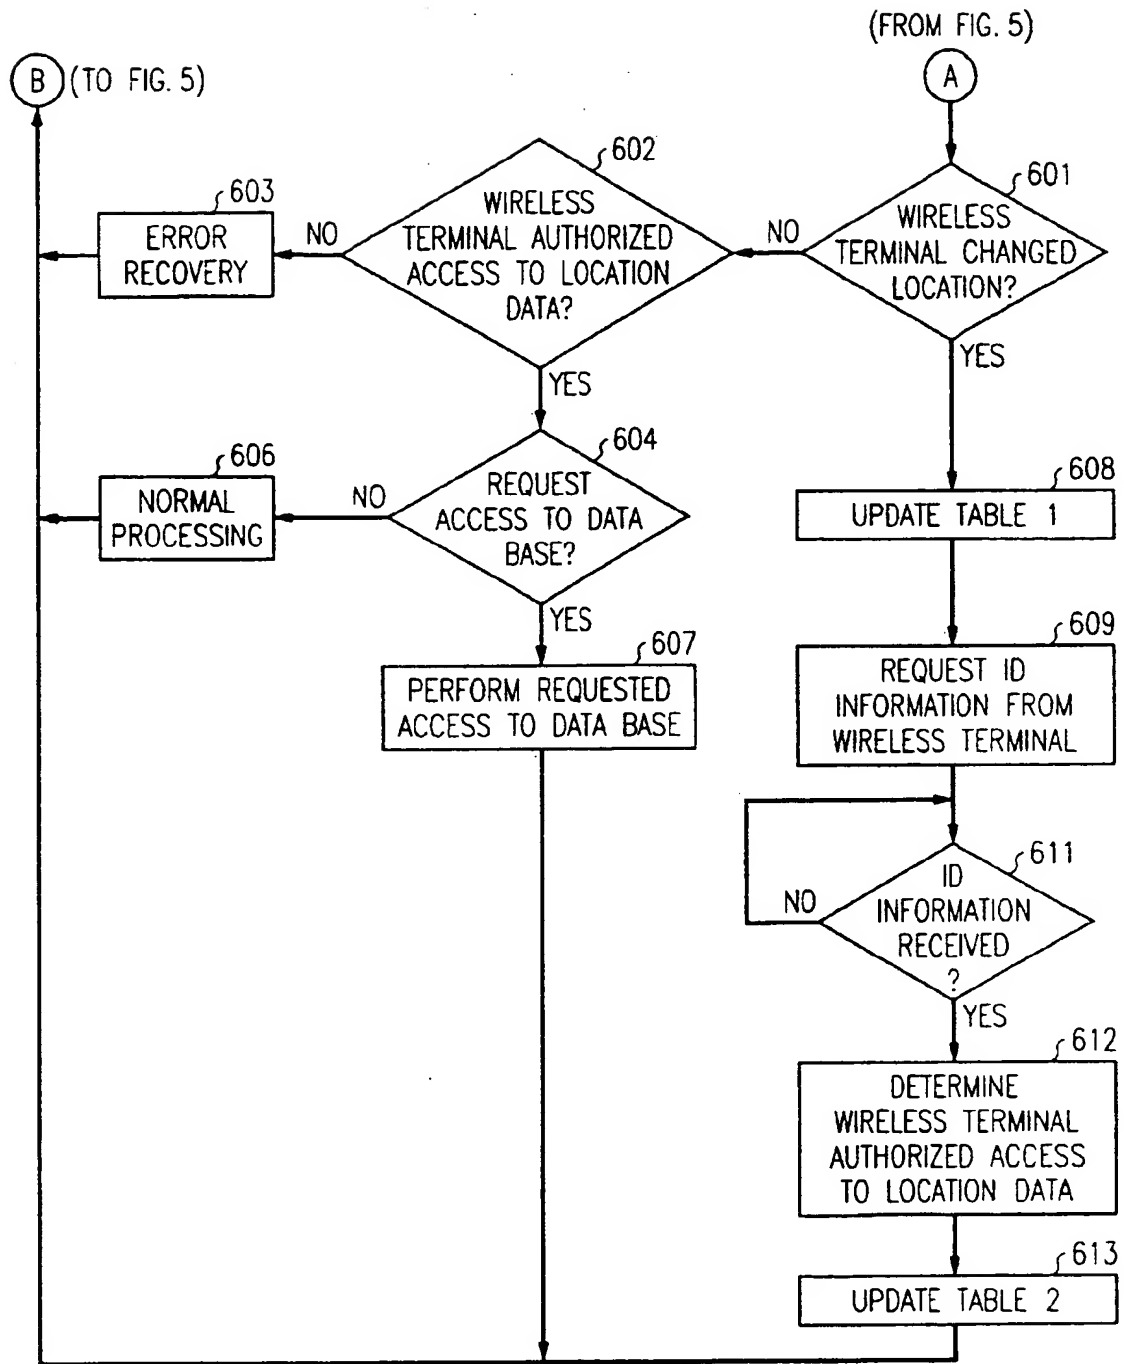 (FROM FIG. 5)
B (TO FIG. 5)
A
602
601
603
WIRELESS
TERMINAL AUTHORIZED
ACCESS TO LOCATION
DATA?
WIRELESS
TERMINAL CHANGED
LOCATION?
ERROR
RECOVERY
NO
NO
YES
YES
604
606
REQUEST
ACCESS TO DATA
BASE?
NO
NORMAL
PROCESSING
608
UPDATE TABLE 1
YES
607
PERFORM REQUESTED
ACCESS TO DATA BASE
609
REQUEST ID
INFORMATION FROM
WIRELESS TERMINAL
611
ID
INFORMATION
RECEIVED
?
NO
YES
612
DETERMINE
WIRELESS TERMINAL
AUTHORIZED ACCESS
TO LOCATION DATA
613
UPDATE TABLE 2